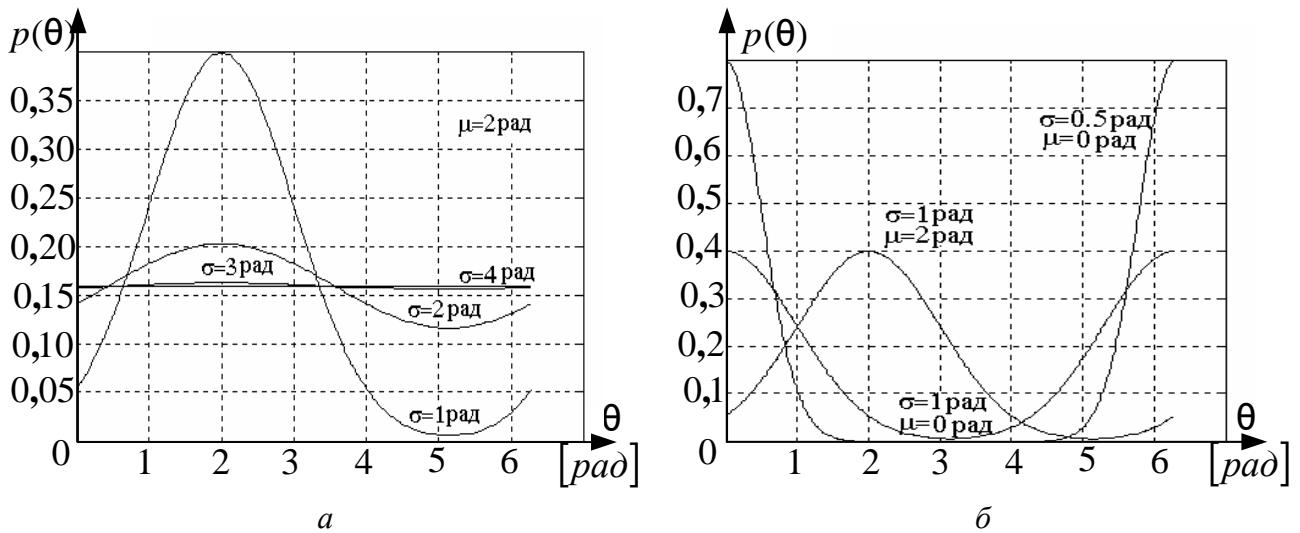 p(θ)
0,35
0,30
0,25
0,20
0,15
0,10
0,05
0
1
2
3
4
5
6
θ
[рад]
μ=2рад
σ=3рад
σ=4рад
σ=2рад
σ=1рад
а
p(θ)
0,7
0,6
0,5
0,4
0,3
0,2
0,1
0
1
2
3
4
5
6
θ
[рад]
σ=0.5рад
μ=0рад
σ=1рад
μ=2рад
σ=1рад
μ=0рад
б